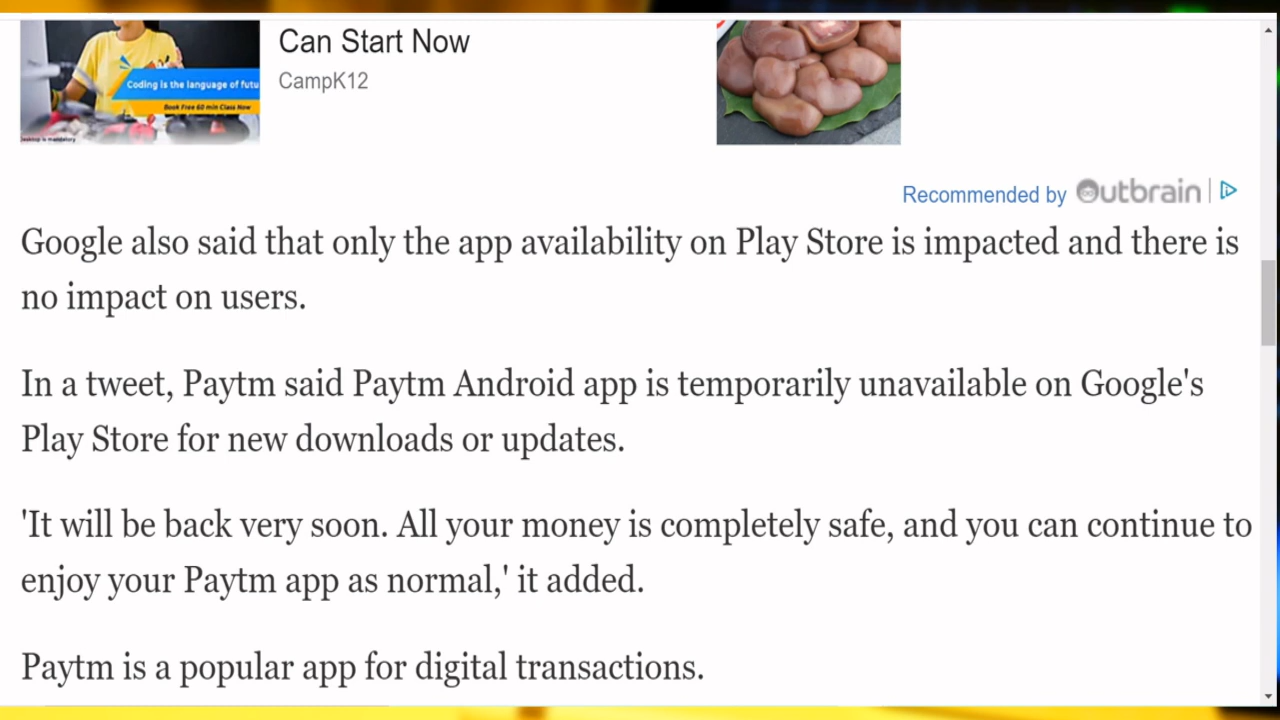 Can Start Now
CampK12
Coding is the language of futu
Book Free 60 min Class Now
Desktop is mandatory
Recommended by Outbrain
Google also said that only the app availability on Play Store is impacted and there is
no impact on users.
In a tweet, Paytm said Paytm Android app is temporarily unavailable on Google's
Play Store for new downloads or updates.
'It will be back very soon. All your money is completely safe, and you can continue to
enjoy your Paytm app as normal,' it added.
Paytm is a popular app for digital transactions.